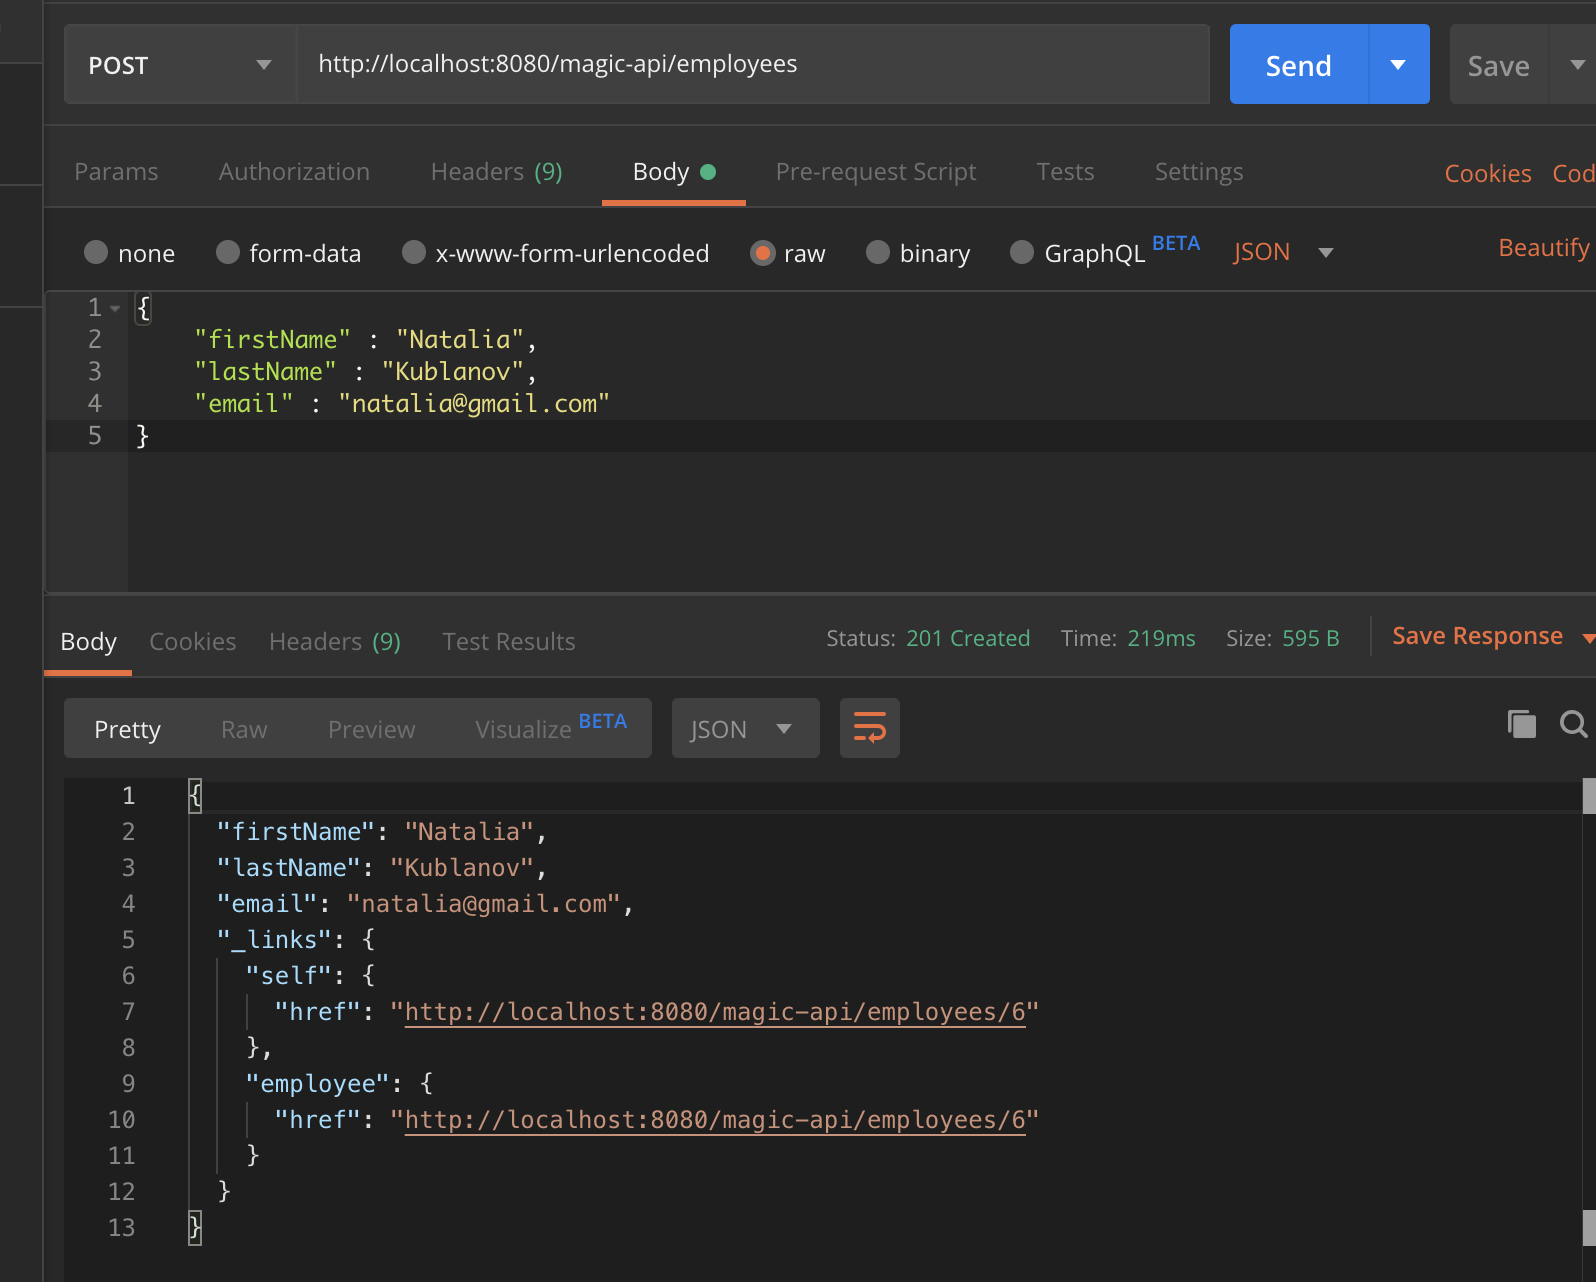 POST http://localhost:8080/magic-api/employees Send Save
Params Authorization Headers (9) Body Pre-request Script Tests Settings Cookies Cod
none form-data x-www-form-urlencoded raw binary GraphQL BETA JSON Beautify
1 {
2 "firstName" : "Natalia",
3 "lastName" : "Kublanov",
4 "email" : "natalia@gmail.com"
5 }
Body Cookies Headers (9) Test Results Status: 201 Created Time: 219ms Size: 595 B Save Response
Pretty Raw Preview Visualize BETA JSON
1 {
2 "firstName": "Natalia",
3 "lastName": "Kublanov",
4 "email": "natalia@gmail.com",
5 "_links": {
6 "self": {
7 "href": "http://localhost:8080/magic-api/employees/6"
8 },
9 "employee": {
10 "href": "http://localhost:8080/magic-api/employees/6"
11 }
12 }
13 }